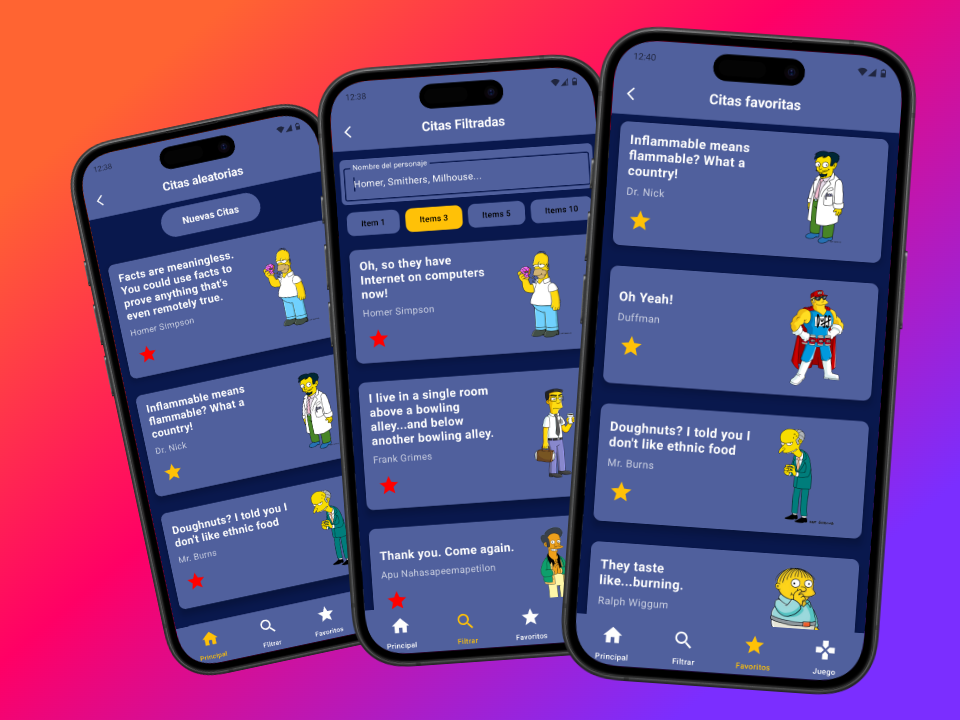 12:38
Citas aleatorias
Nuevas Citas
Facts are meaningless.
You could use facts to
prove anything that's
even remotely true.
Homer Simpson
Inflammable means
flammable? What a
country!
Dr. Nick
Doughnuts? I told you I
don't like ethnic food
Mr. Burns
Principal
Filtrar
Favoritos
12:38
Citas Filtradas
Nombre del personaje
Homer, Smithers, Milhouse...
Item 1
Items 3
Items 5
Items 10
Oh, so they have
Internet on computers
now!
Homer Simpson
I live in a single room
above a bowling
alley...and below
another bowling alley.
Frank Grimes
Thank you. Come again.
Apu Nahasapeemapetilon
Principal
Filtrar
Favoritos
12:40
Citas favoritas
Inflammable means
flammable? What a
country!
Dr. Nick
Oh Yeah!
Duffman
Doughnuts? I told you I
don't like ethnic food
Mr. Burns
They taste
like...burning.
Ralph Wiggum
Principal
Filtrar
Favoritos
Juego